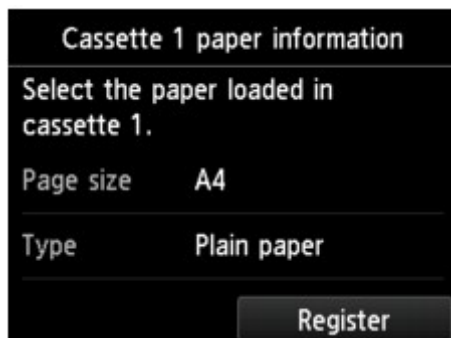 Cassette 1 paper information
Select the paper loaded in
cassette 1.
Page size A4
Type Plain paper
Register